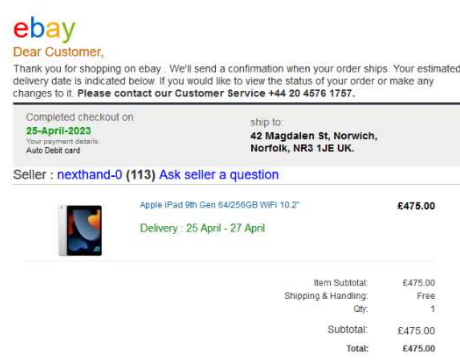 ebay
Dear Customer,
Thank you for shopping on ebay . We'll send a confirmation when your order ships. Your estimated
delivery date is indicated below. If you would like to view the status of your order or make any
changes to it. Please contact our Customer Service +44 20 4576 1757.
Completed checkout on
25-April-2023
Your payment details:
Auto Debit card
ship to:
42 Magdalen St, Norwich,
Norfolk, NR3 1JE UK.
Seller : nexthand-0 (113) Ask seller a question
Apple iPad 9th Gen 64/256GB WiFi 10.2" £475.00
Delivery : 25 April - 27 April
Item Subtotal: £475.00
Shipping & Handling: Free
Qty: 1
Subtotal: £475.00
Total: £475.00